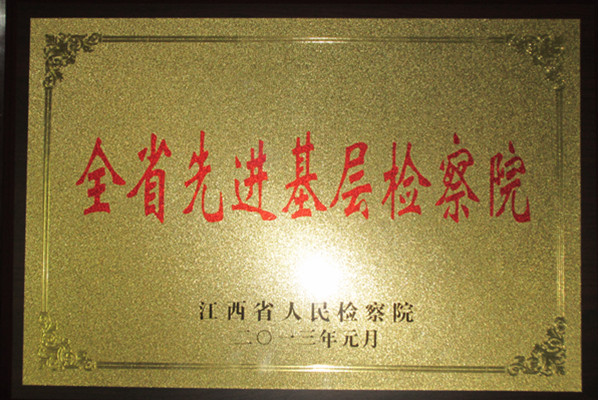 全省先进基层检察院
江西省人民检察院
二〇一三年元月